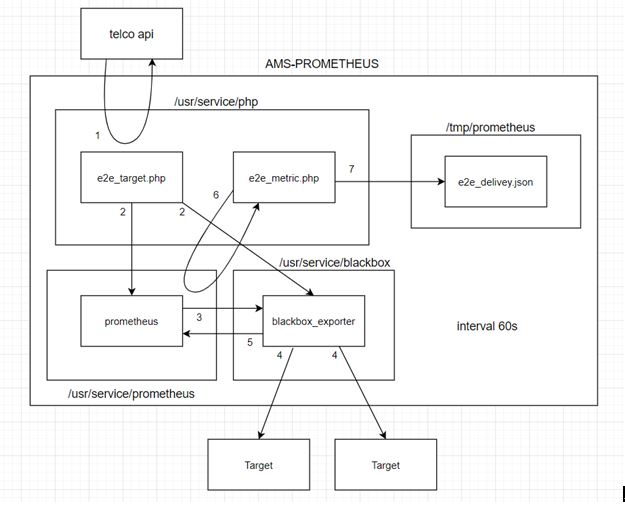 telco api
AMS-PROMETHEUS
/usr/service/php
1
/tmp/prometheus
e2e_target.php
e2e_metric.php
7
e2e_delivey.json
6
2
2
/usr/service/blackbox
prometheus
3
blackbox_exporter
interval 60s
5
4
4
/usr/service/prometheus
Target
Target